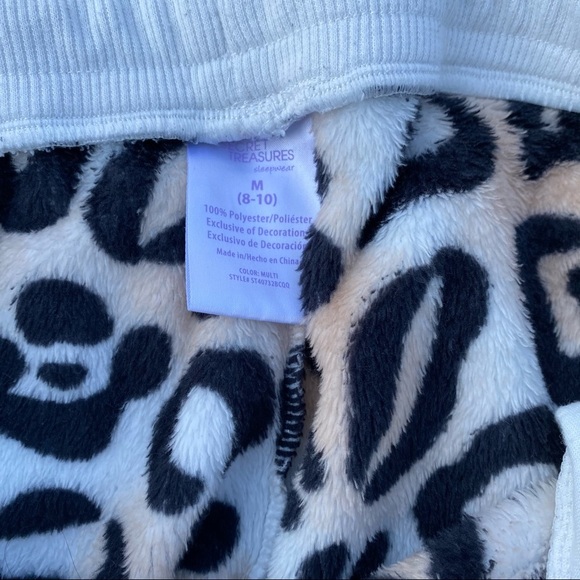 TREASURES
sleepwear
M
(8-10)
100% Polyester/Poliéster
Exclusive of Decoration
Exclusivo de Decoración
Made in/Hecho en China
COLOR: MULTI